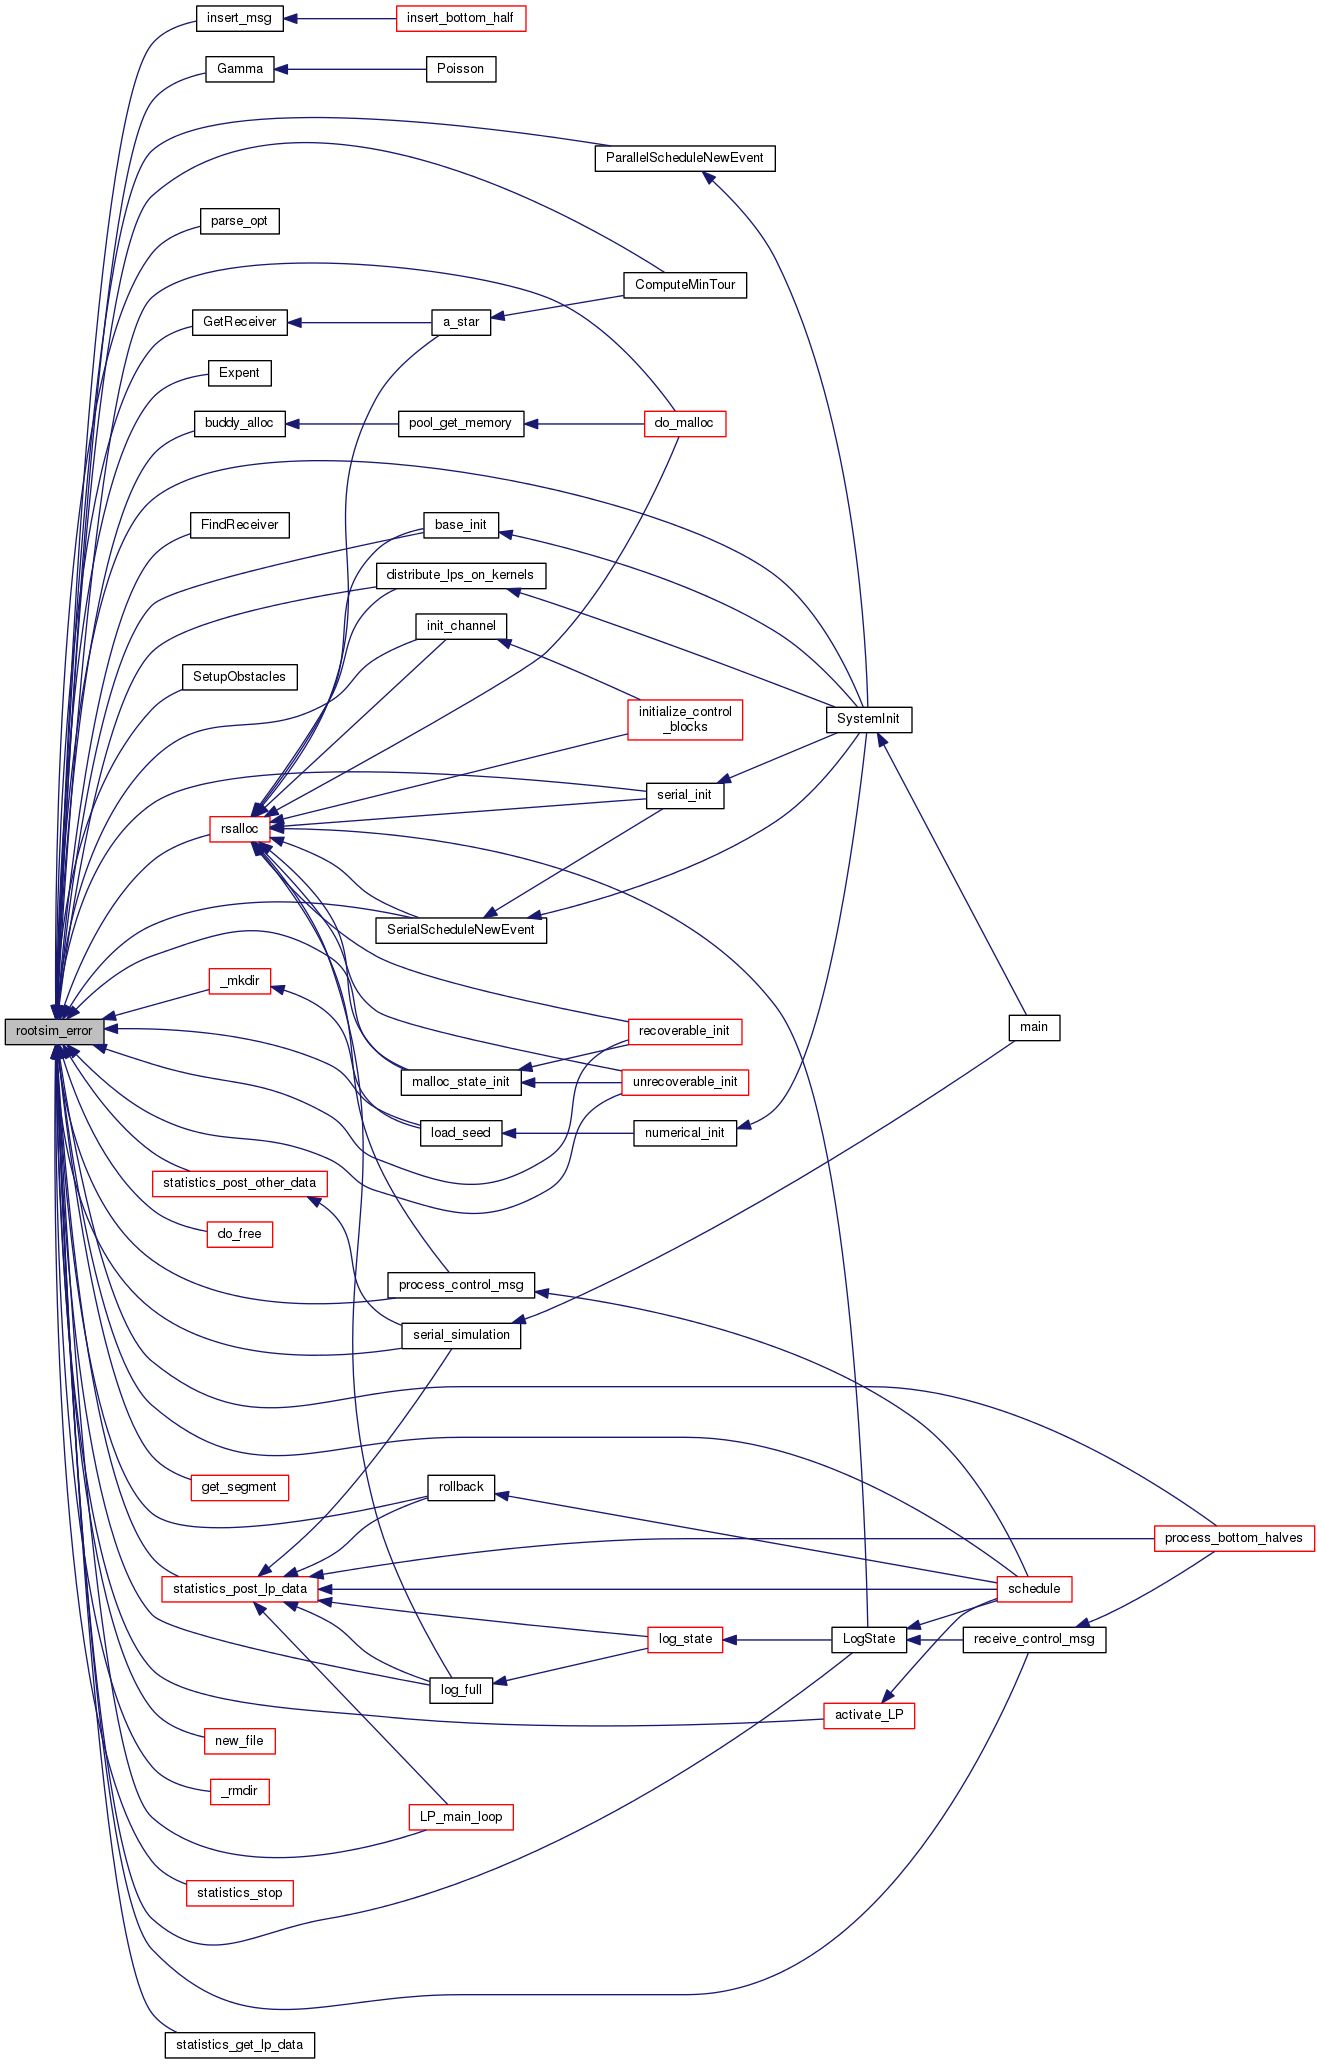 insert_msg
insert_bottom_half
Gamma
Poisson
ParallelScheduleNewEvent
parse_opt
ComputeMinTour
GetReceiver
a_star
Expent
buddy_alloc
pool_get_memory
do_malloc
FindReceiver
base_init
distribute_lps_on_kernels
init_channel
SetupObstacles
initialize_control
_blocks
SystemInit
serial_init
rsalloc
SerialScheduleNewEvent
_mkdir
rootsim_error
recoverable_init
main
malloc_state_init
unrecoverable_init
load_seed
numerical_init
statistics_post_other_data
do_free
process_control_msg
serial_simulation
get_segment
rollback
process_bottom_halves
statistics_post_lp_data
schedule
log_state
LogState
receive_control_msg
log_full
activate_LP
new_file
_rmdir
LP_main_loop
statistics_stop
statistics_get_lp_data